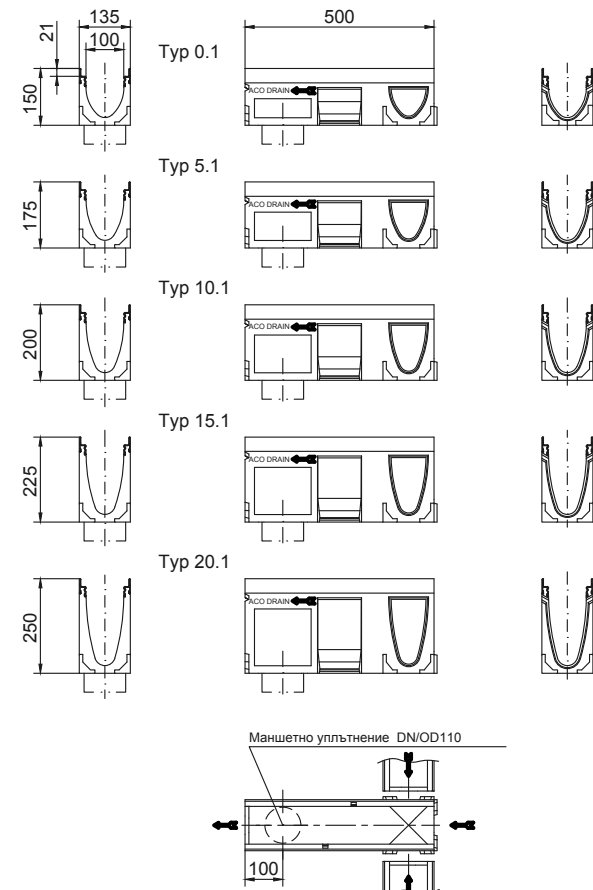 135
500
21
100
Typ 0.1
150
ACO DRAIN
Typ 5.1
175
ACO DRAIN
Typ 10.1
200
ACO DRAIN
Typ 15.1
225
ACO DRAIN
Typ 20.1
250
ACO DRAIN
Маншетно уплътнение DN/OD110
100